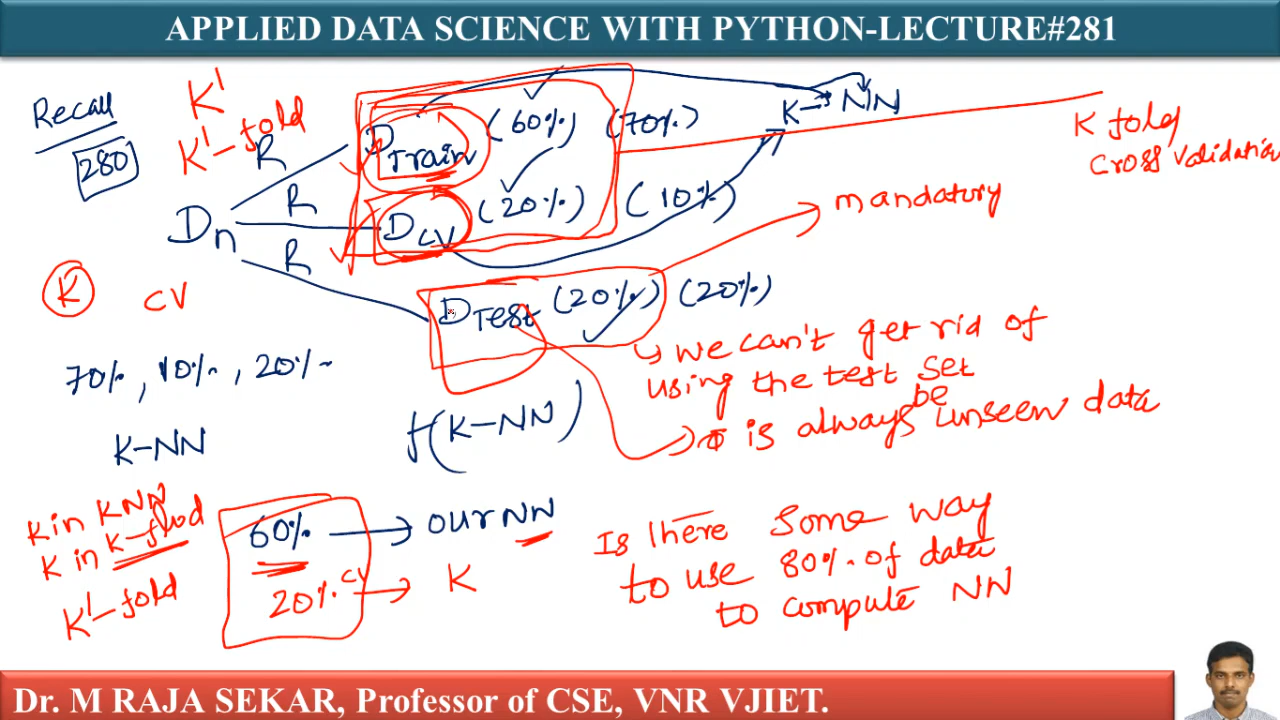 APPLIED DATA SCIENCE WITH PYTHON-LECTURE#281
Recall
280
K'
K'-fold
R
R
R
Dn
DTrain (60%) (70%)
DCV (20%) (10%)
DTest (20%) (20%)
K- NN
K fold
Cross Validation
mandatory
K
CV
70%, 10%, 20%
K-NN
f(K-NN)
we can't get rid of
using the test set
is always be unseen data
K in KNN
K in K-flod
K'-fold
60% → our NN
20% CV → K
Is there some way
to use 80% of data
to compute NN
Dr. M RAJA SEKAR, Professor of CSE, VNR VJIET.